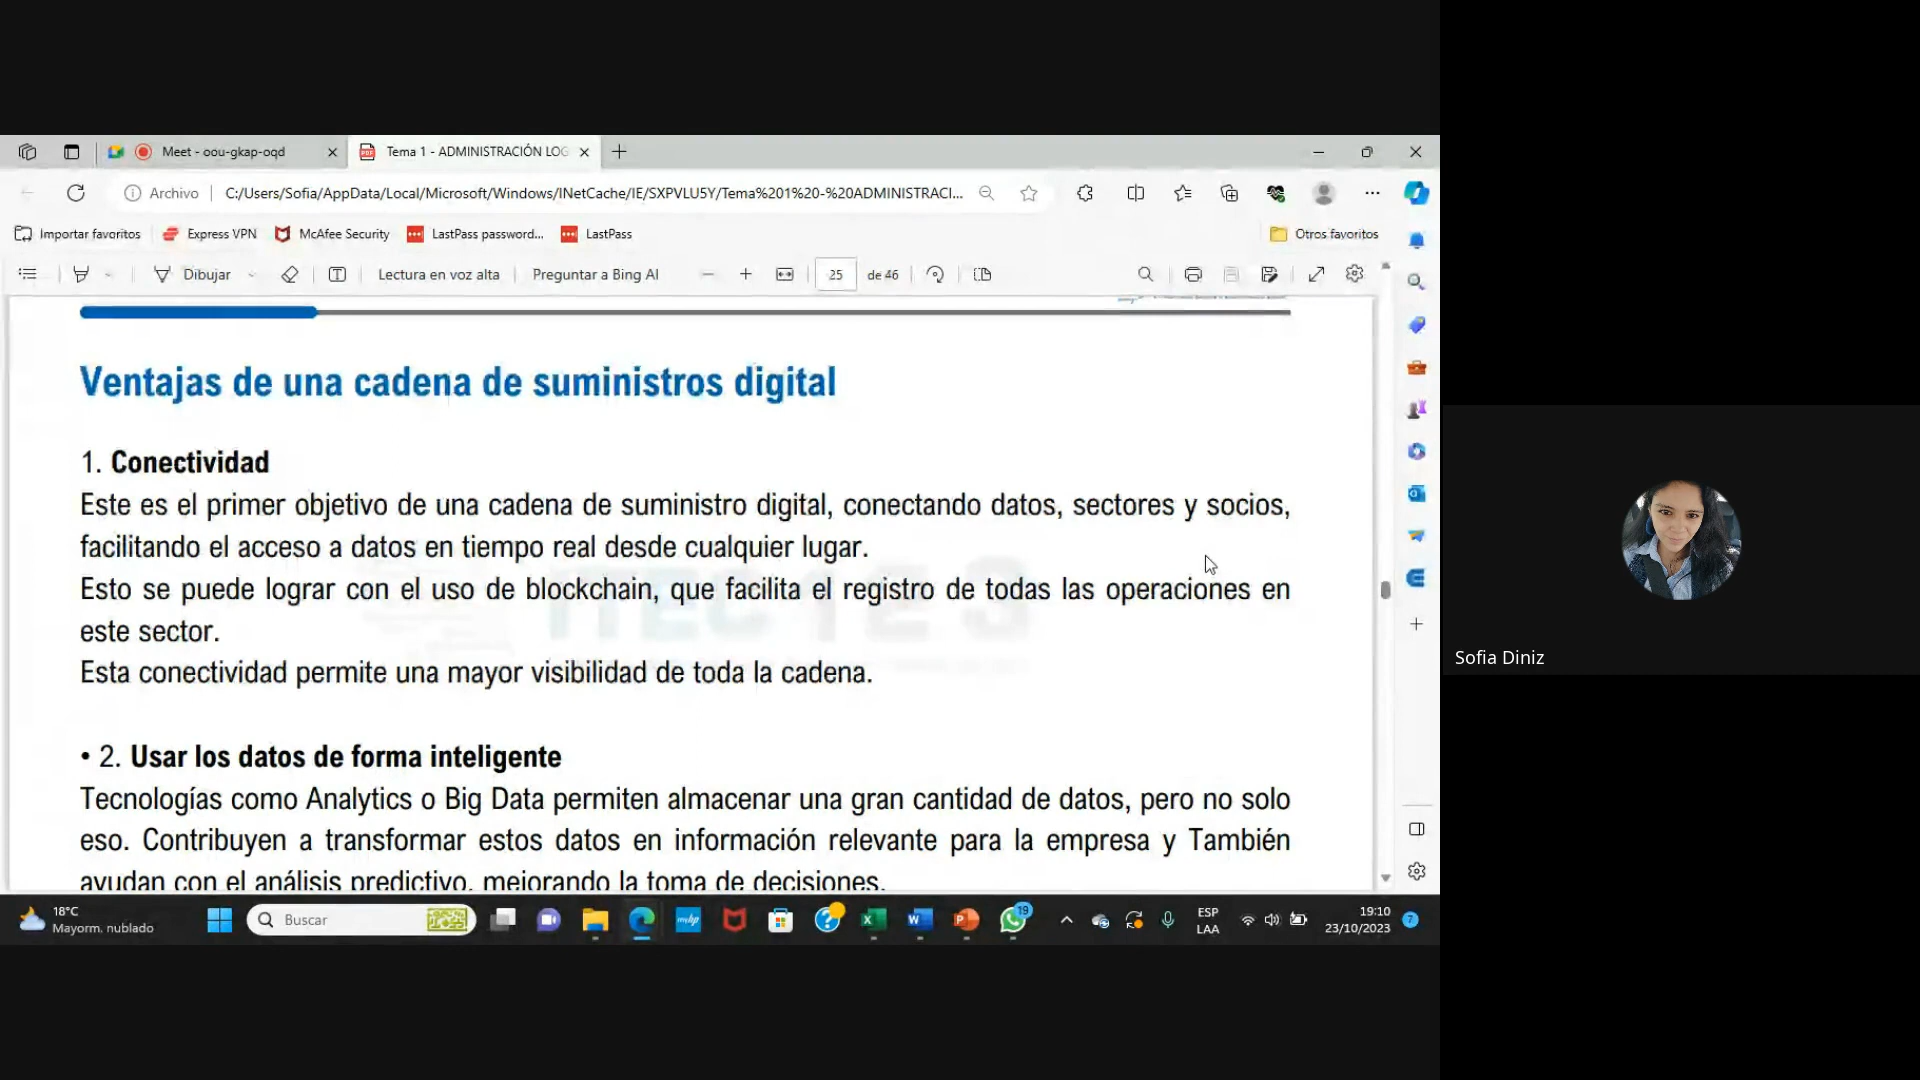 Meet - oou-gkap-oqd
Tema 1 - ADMINISTRACIÓN LOG
Archivo
C:/Users/Sofia/AppData/Local/Microsoft/Windows/INetCache/IE/SXPVLU5Y/Tema%201%20-%20ADMINISTRACI...
Importar favoritos
Express VPN
McAfee Security
LastPass password...
LastPass
Otros favoritos
Dibujar
Lectura en voz alta
Preguntar a Bing AI
25
de 46
Ventajas de una cadena de suministros digital
1. Conectividad
Este es el primer objetivo de una cadena de suministro digital, conectando datos, sectores y socios,
facilitando el acceso a datos en tiempo real desde cualquier lugar.
Esto se puede lograr con el uso de blockchain, que facilita el registro de todas las operaciones en
este sector.
Esta conectividad permite una mayor visibilidad de toda la cadena.
ITEC 123
• 2. Usar los datos de forma inteligente
Tecnologías como Analytics o Big Data permiten almacenar una gran cantidad de datos, pero no solo
eso. Contribuyen a transformar estos datos en información relevante para la empresa y También
ayudan con el análisis predictivo, mejorando la toma de decisiones.
Sofia Diniz
18°C
Mayorm. nublado
Buscar
mhp
19
ESP
LAA
19:10
23/10/2023
7